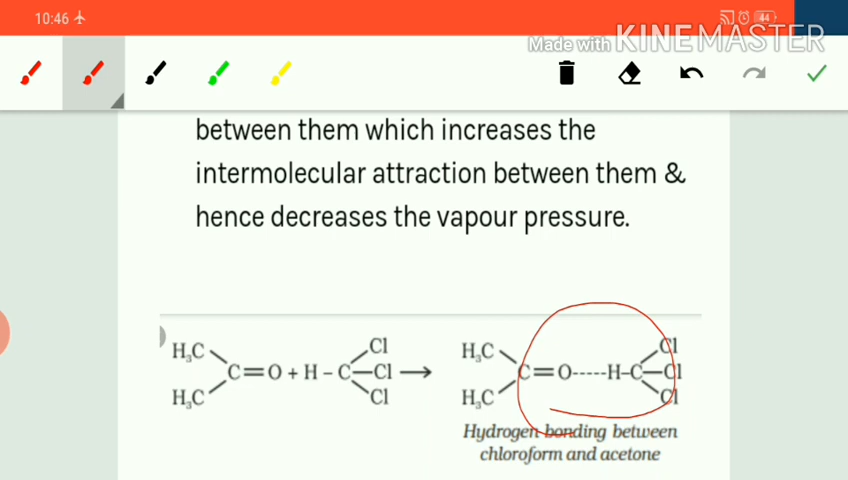 10:46
44
Made with KINEMASTER
between them which increases the
intermolecular attraction between them &
hence decreases the vapour pressure.
H₃C Cl H₃C Cl
C=O + H – C—Cl ⟶ C=O-----H–C—Cl
H₃C Cl H₃C Cl
Hydrogen bonding between
chloroform and acetone